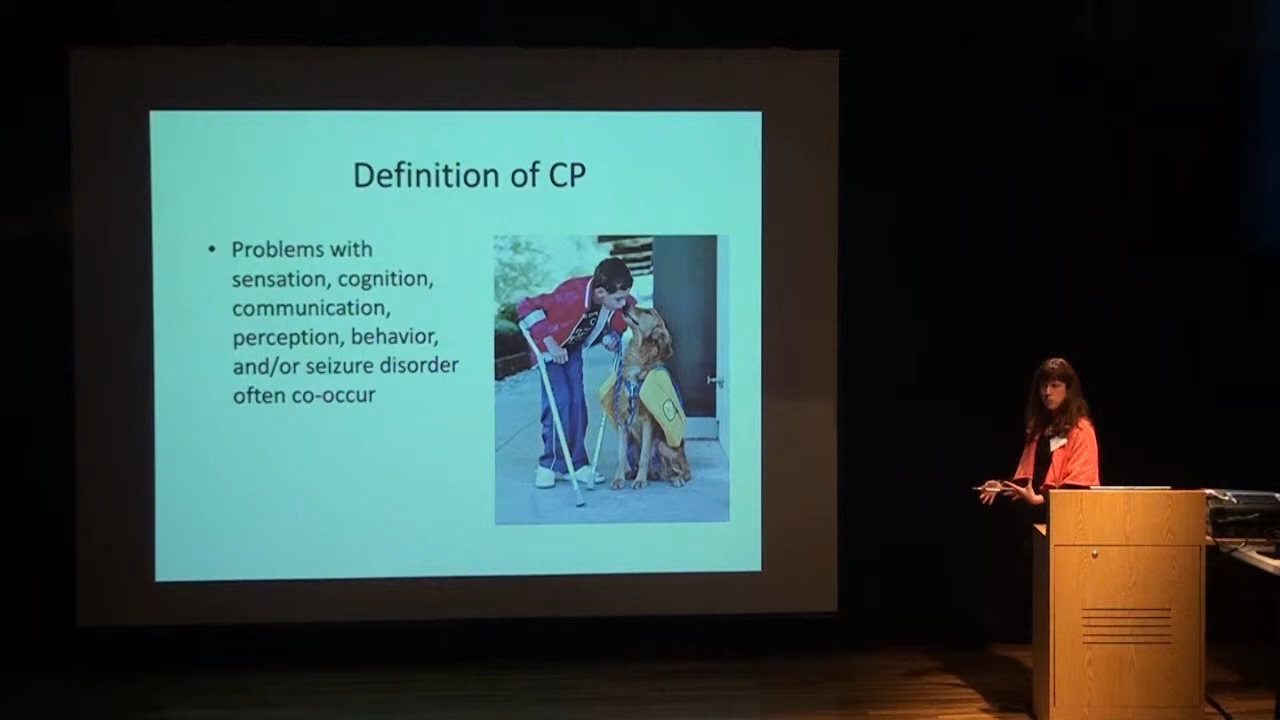 Definition of CP
• Problems with
sensation, cognition,
communication,
perception, behavior,
and/or seizure disorder
often co-occur